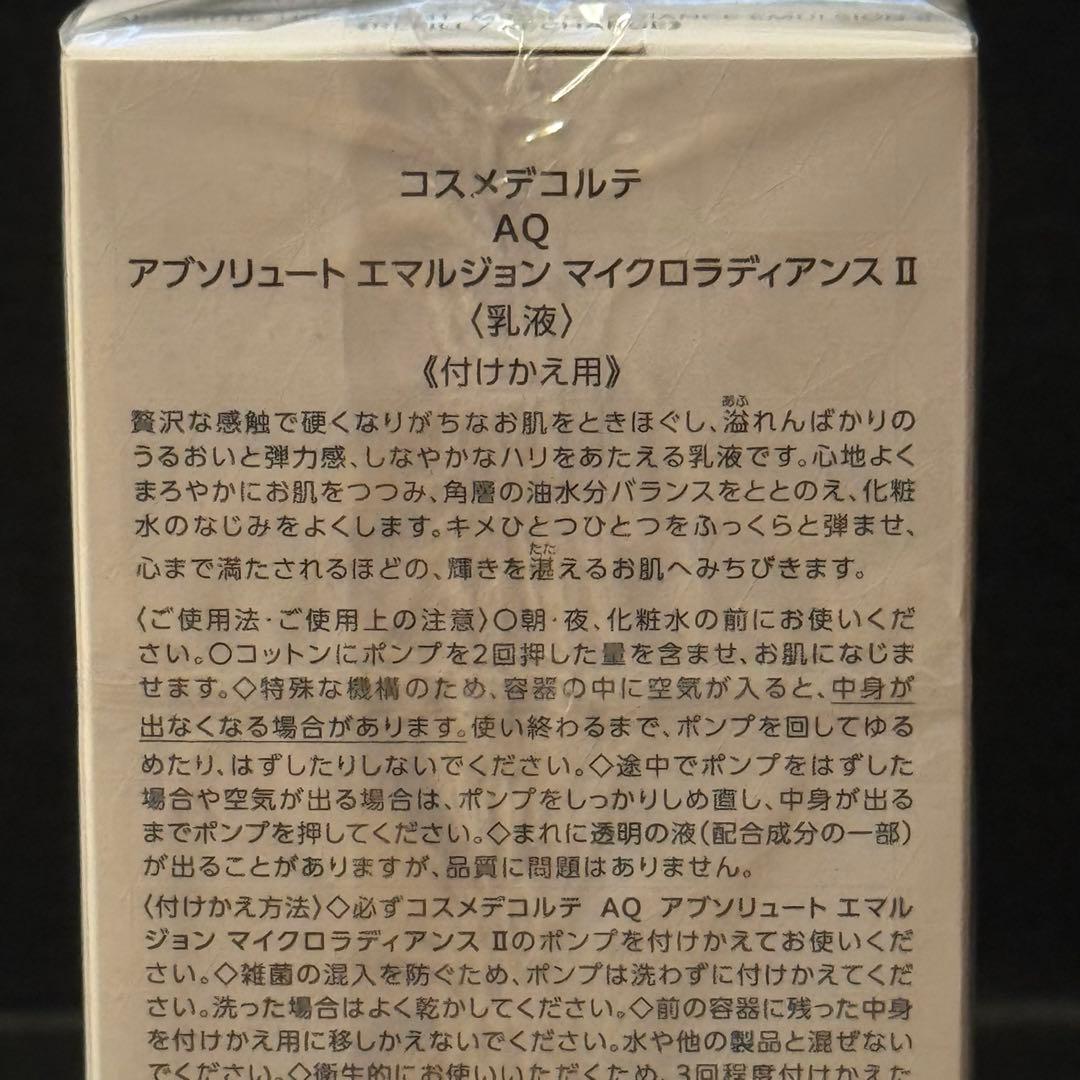 コスメデコルテ
AQ
アブソリュート エマルジョン マイクロラディアンス Ⅱ
〈乳液〉
《付けかえ用》
贅沢な感触で硬くなりがちなお肌をときほぐし、溢れんばかりの
うるおいと弾力感、しなやかなハリをあたえる乳液です。心地よく
まろやかにお肌をつつみ、角層の油水分バランスをととのえ、化粧
水のなじみをよくします。キメひとつひとつをふっくらと弾ませ、
心まで満たされるほどの、輝きを湛えるお肌へみちびきます。
〈ご使用法・ご使用上の注意〉○朝・夜、化粧水の前にお使いくだ
さい。○コットンにポンプを2回押した量を含ませ、お肌になじま
せます。◇特殊な機構のため、容器の中に空気が入ると、中身が
出なくなる場合があります。使い終わるまで、ポンプを回してゆる
めたり、はずしたりしないでください。◇途中でポンプをはずした
場合や空気が出る場合は、ポンプをしっかりしめ直し、中身が出る
までポンプを押してください。◇まれに透明の液(配合成分の一部)
が出ることがありますが、品質に問題はありません。
〈付けかえ方法〉◇必ずコスメデコルテ AQ アブソリュート エマル
ジョン マイクロラディアンス Ⅱのポンプを付けかえてお使いくだ
さい。◇雑菌の混入を防ぐため、ポンプは洗わずに付けかえてくだ
さい。洗った場合はよく乾かしてください。◇前の容器に残った中身
を付けかえ用に移しかえないでください。水や他の製品と混ぜない
でください。◇衛生的にお使いいただくため、3回程度付けかえた